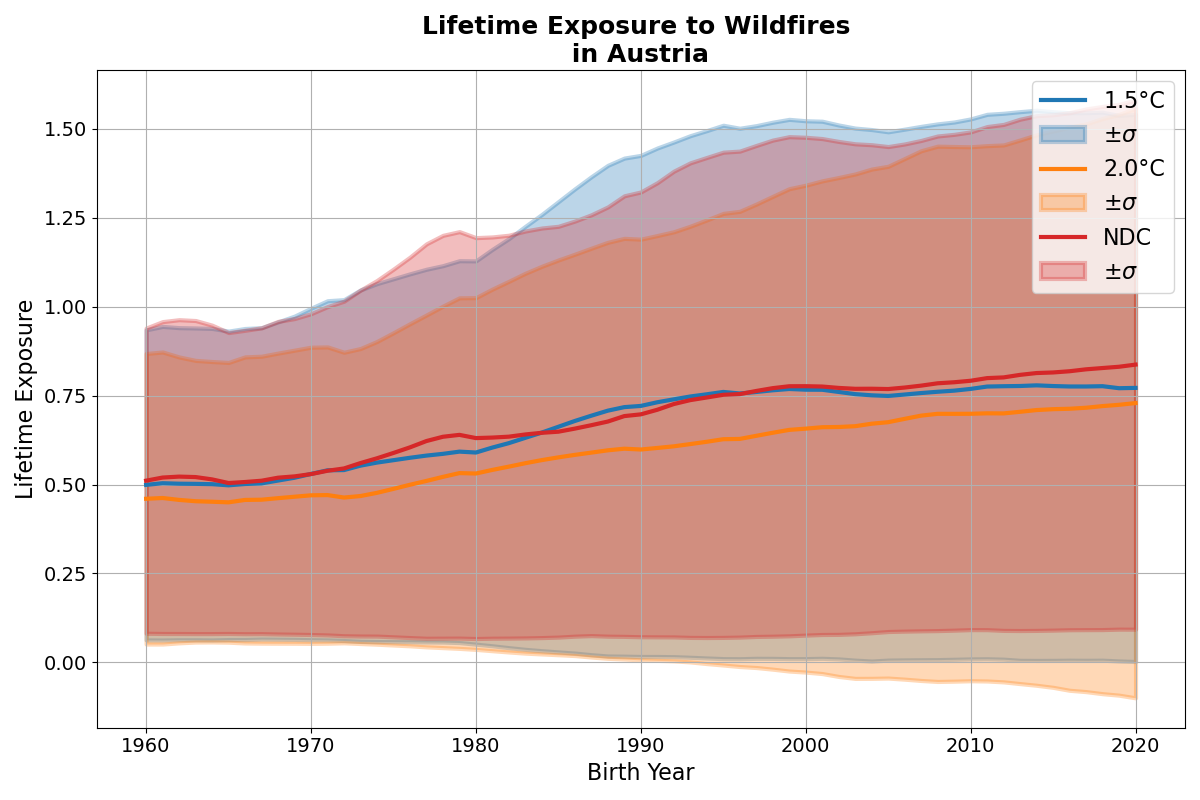 Lifetime Exposure to Wildfires
in Austria
1.5°C
±σ
2.0°C
±σ
NDC
±σ
Lifetime Exposure
1.50
1.25
1.00
0.75
0.50
0.25
0.00
1960
1970
1980
1990
2000
2010
2020
Birth Year